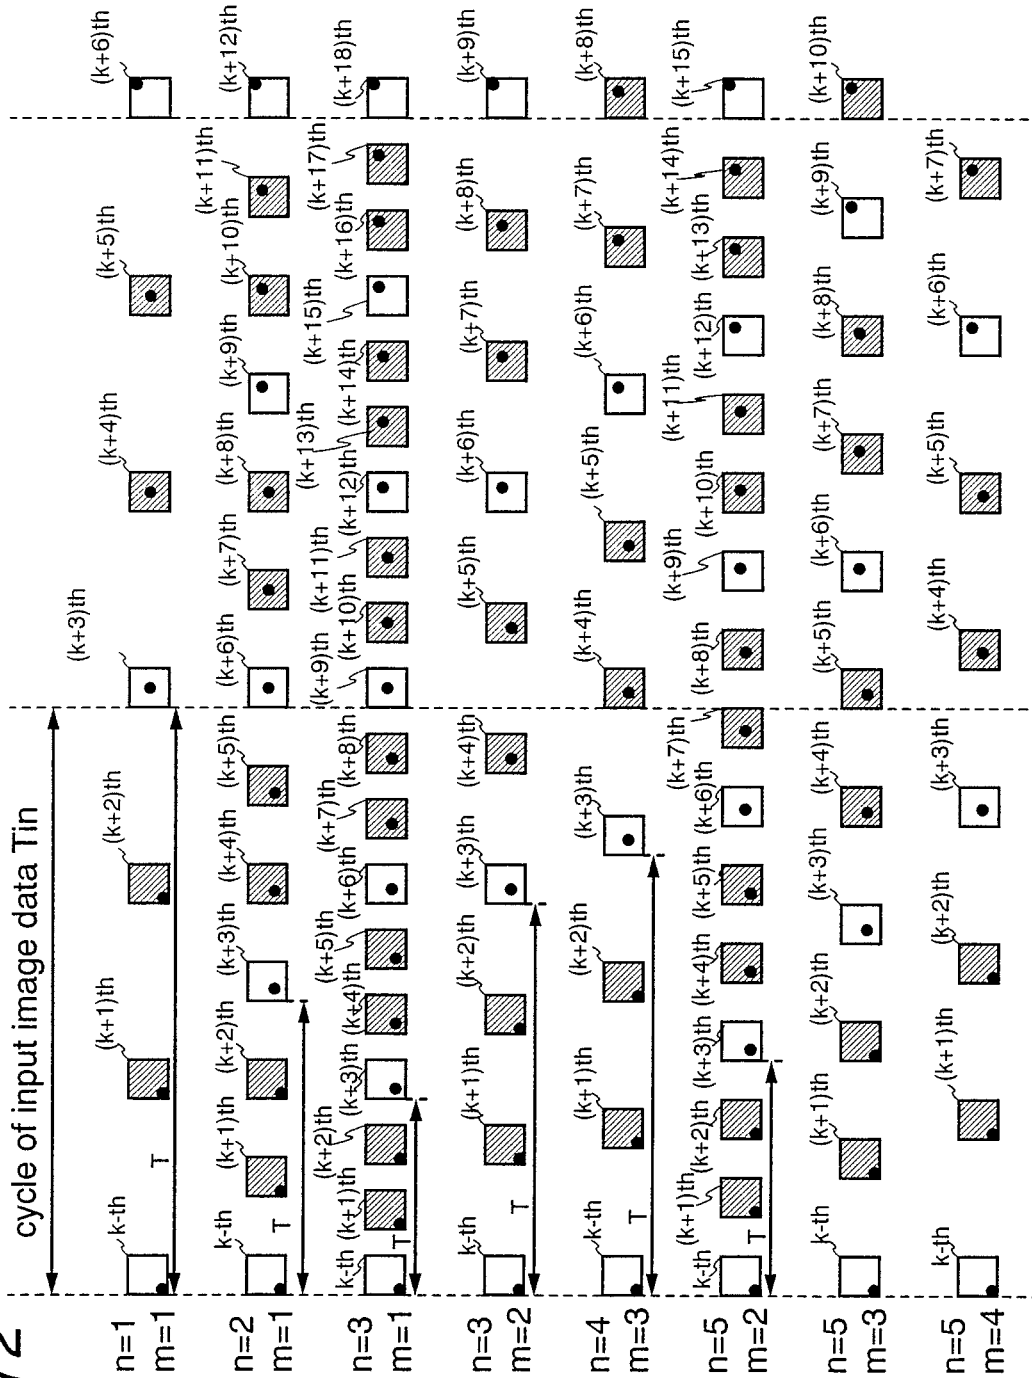 cycle of input image data Tin
n=1
m=1
k-th
T
(k+1)th
(k+2)th
(k+3)th
(k+4)th
(k+5)th
(k+6)th
n=2
m=1
k-th
T
(k+1)th
(k+2)th
(k+3)th
(k+4)th
(k+5)th
(k+6)th
(k+7)th
(k+8)th
(k+9)th
(k+10)th
(k+11)th
(k+12)th
n=3
m=1
k-th
T
(k+1)th
(k+2)th
(k+3)th
(k+4)th
(k+5)th
(k+6)th
(k+7)th
(k+8)th
(k+9)th
(k+10)th
(k+11)th
(k+12)th
(k+13)th
(k+14)th
(k+15)th
(k+16)th
(k+17)th
(k+18)th
n=3
m=2
k-th
T
(k+1)th
(k+2)th
(k+3)th
(k+4)th
(k+5)th
(k+6)th
(k+7)th
(k+8)th
(k+9)th
n=4
m=3
k-th
T
(k+1)th
(k+2)th
(k+3)th
(k+4)th
(k+5)th
(k+6)th
(k+7)th
(k+8)th
n=5
m=2
k-th
T
(k+1)th
(k+2)th
(k+3)th
(k+4)th
(k+5)th
(k+6)th
(k+7)th
(k+8)th
(k+9)th
(k+10)th
(k+11)th
(k+12)th
(k+13)th
(k+14)th
(k+15)th
n=5
m=3
k-th
(k+1)th
(k+2)th
(k+3)th
(k+4)th
(k+5)th
(k+6)th
(k+7)th
(k+8)th
(k+9)th
(k+10)th
n=5
m=4
k-th
(k+1)th
(k+2)th
(k+3)th
(k+4)th
(k+5)th
(k+6)th
(k+7)th